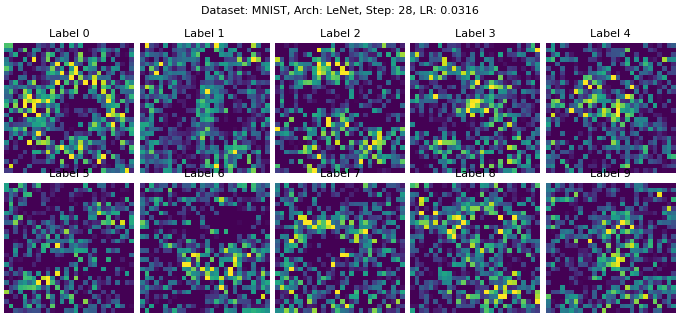 Dataset: MNIST, Arch: LeNet, Step: 28, LR: 0.0316
Label 0 Label 1 Label 2 Label 3 Label 4
Label 5 Label 6 Label 7 Label 8 Label 9